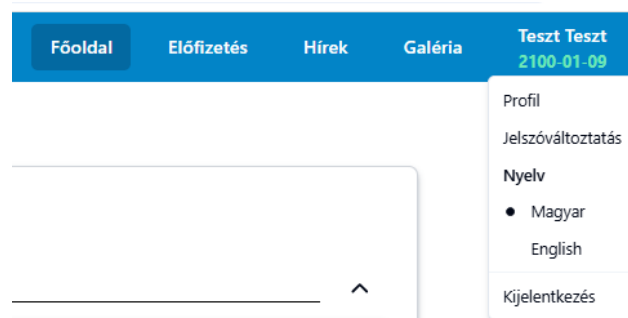 Főoldal Előfizetés Hírek Galéria Teszt Teszt
2100-01-09
Profil
Jelszóváltoztatás
Nyelv
Magyar
English
Kijelentkezés